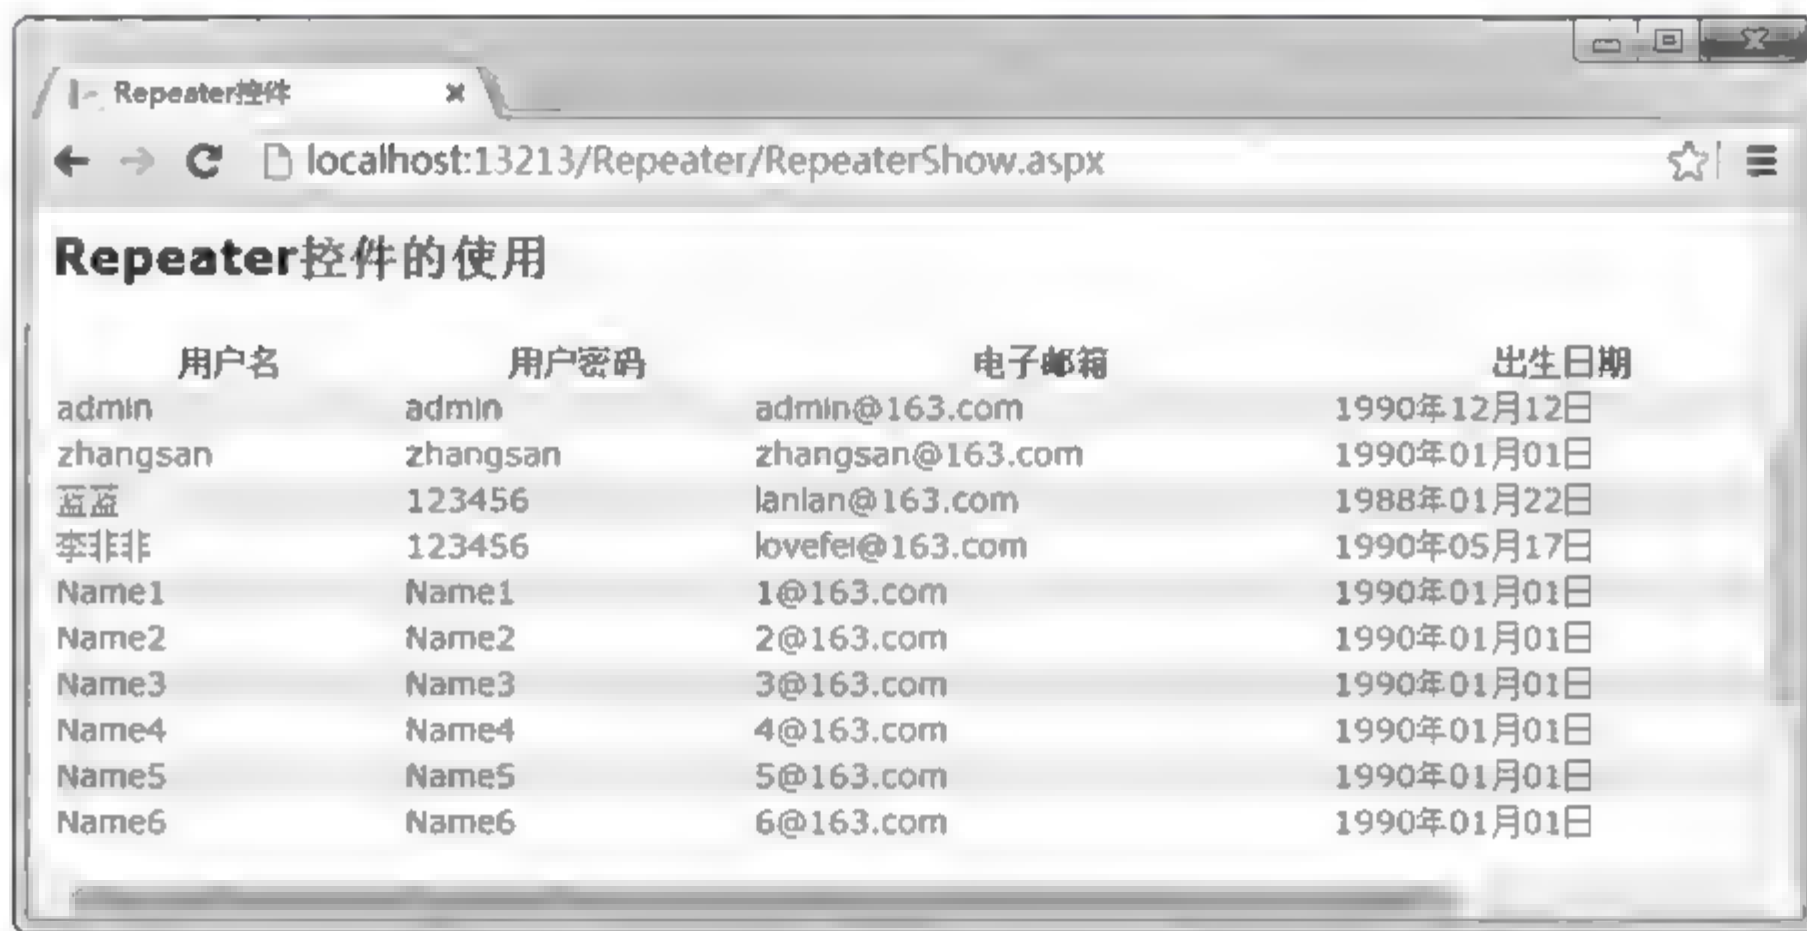 Repeater控件
localhost:13213/Repeater/RepeaterShow.aspx
Repeater控件的使用
用户名 用户密码 电子邮箱 出生日期
admin admin admin@163.com 1990年12月12日
zhangsan zhangsan zhangsan@163.com 1990年01月01日
蓝蓝 123456 lanlan@163.com 1988年01月22日
李非非 123456 lovefei@163.com 1990年05月17日
Name1 Name1 1@163.com 1990年01月01日
Name2 Name2 2@163.com 1990年01月01日
Name3 Name3 3@163.com 1990年01月01日
Name4 Name4 4@163.com 1990年01月01日
Name5 Name5 5@163.com 1990年01月01日
Name6 Name6 6@163.com 1990年01月01日